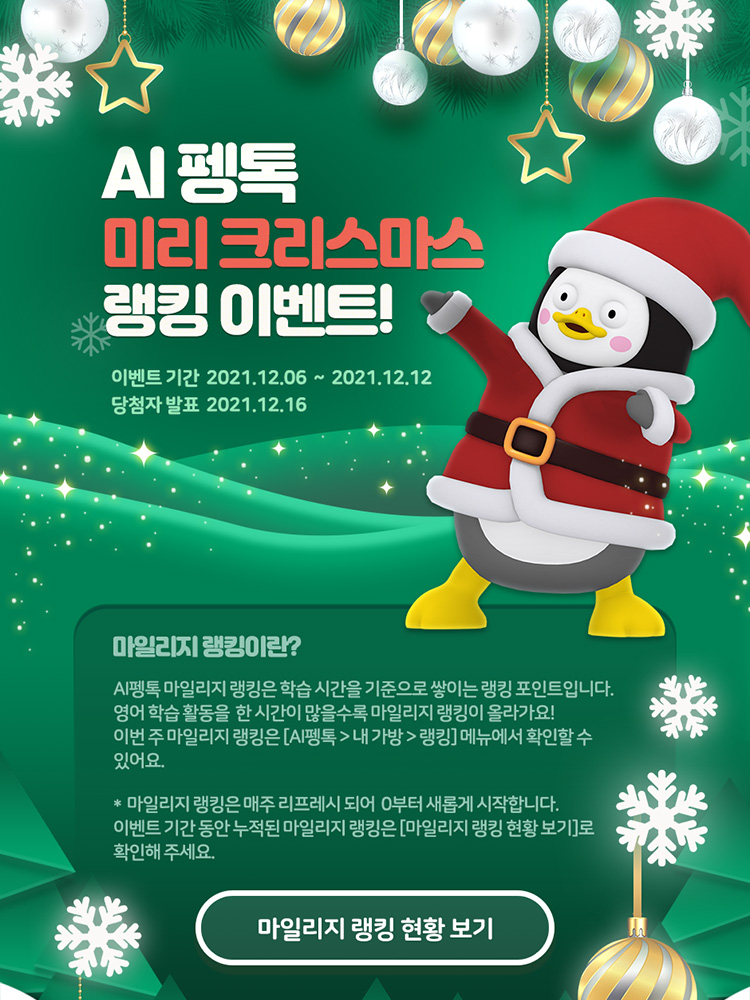 AI 펭톡
미리 크리스마스
랭킹 이벤트!
이벤트 기간 2021.12.06 ~ 2021.12.12
당첨자 발표 2021.12.16
마일리지 랭킹이란?
AI펭톡 마일리지 랭킹은 학습 시간을 기준으로 쌓이는 랭킹 포인트입니다.
영어 학습 활동을 한 시간이 많을수록 마일리지 랭킹이 올라가요!
이번 주 마일리지 랭킹은 [AI펭톡 > 내 가방 > 랭킹] 메뉴에서 확인할 수
있어요.
* 마일리지 랭킹은 매주 리프레시 되어 0부터 새롭게 시작합니다.
이벤트 기간 동안 누적된 마일리지 랭킹은 [마일리지 랭킹 현황 보기]로
확인해 주세요.
마일리지 랭킹 현황 보기